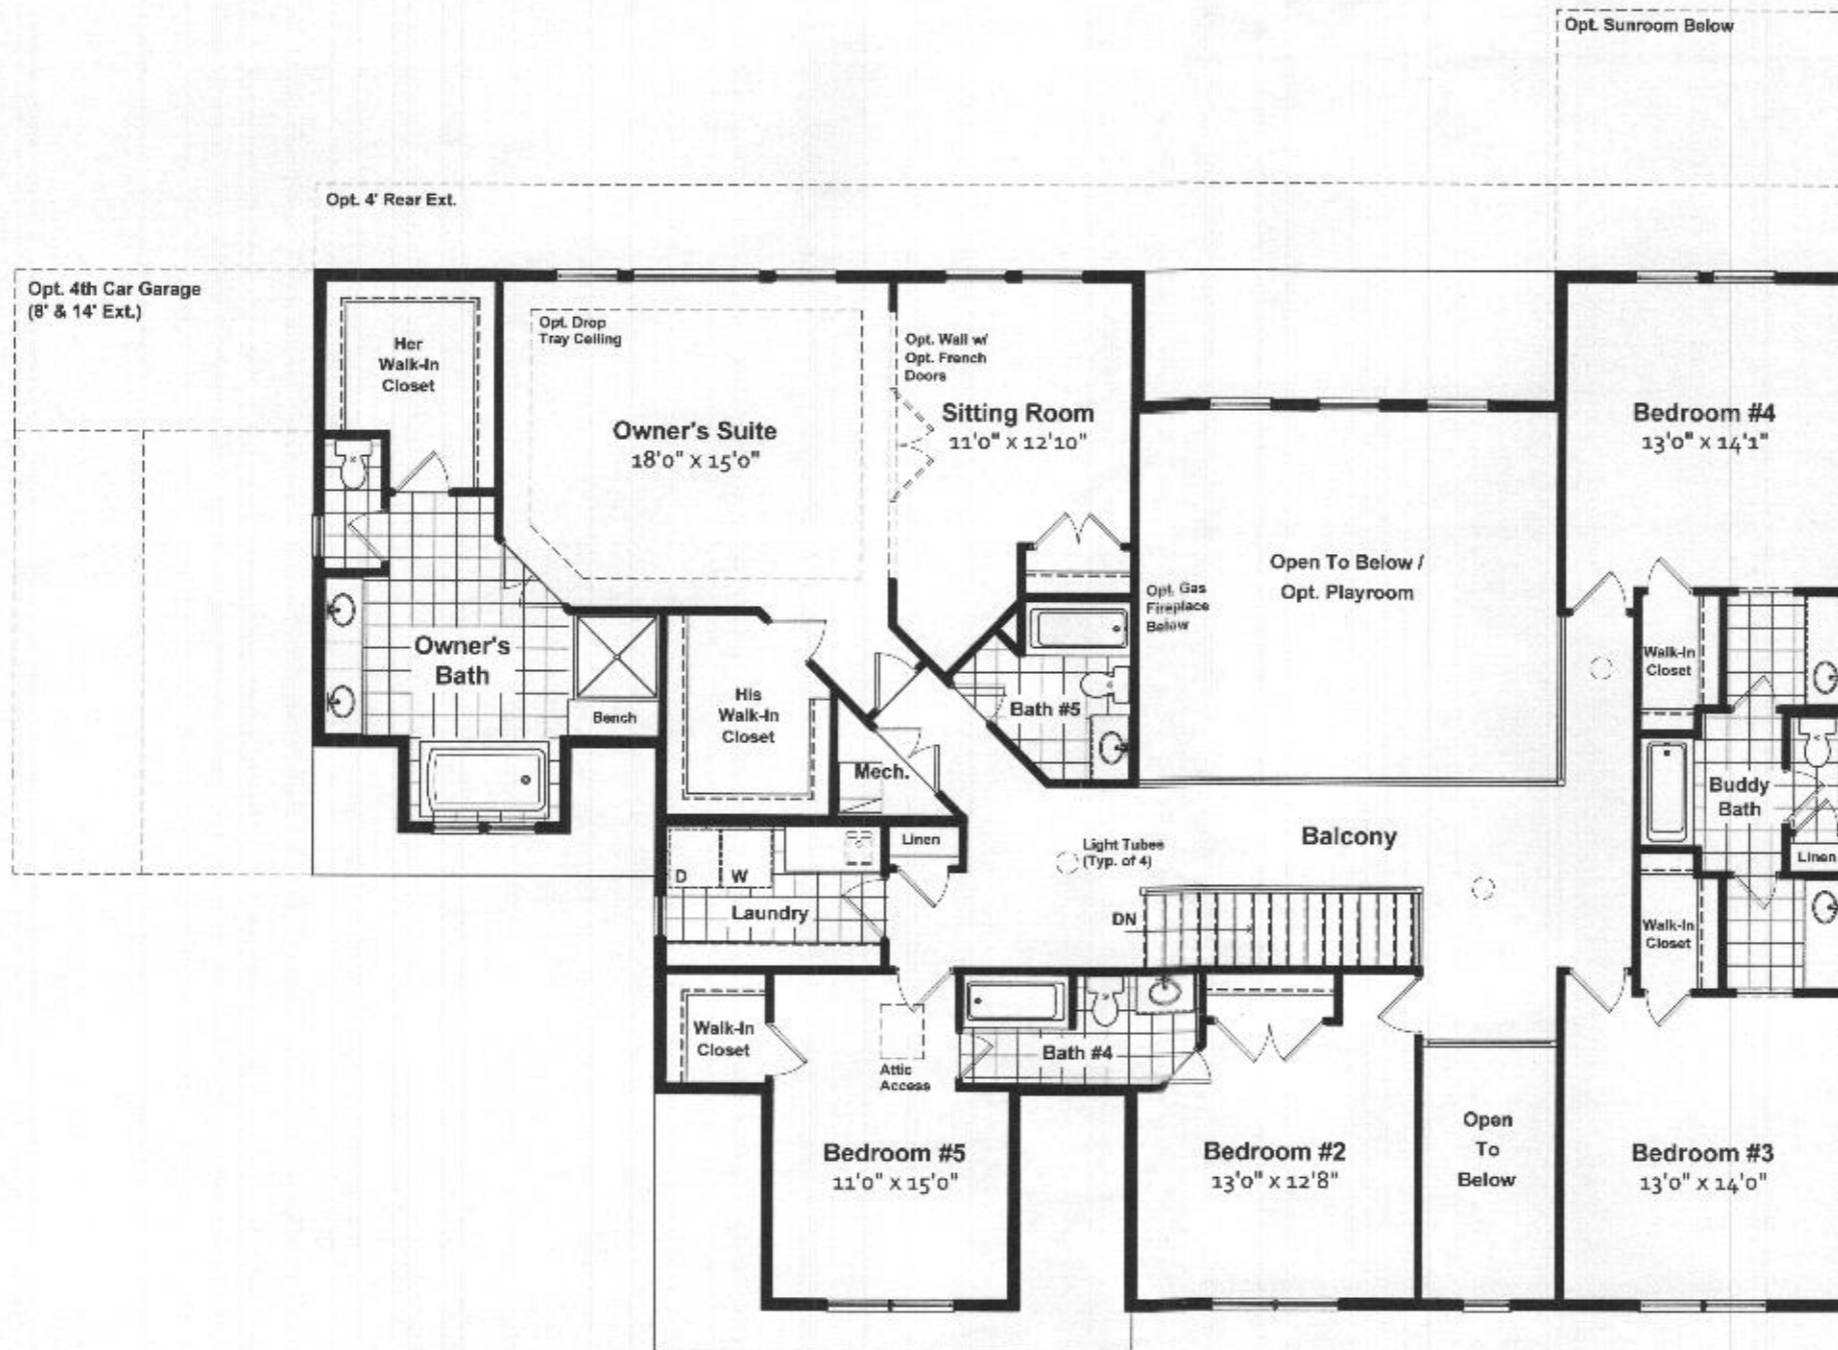 Opt. Sunroom Below
Opt. 4' Rear Ext.
Opt. 4th Car Garage
(8' & 14' Ext.)
Her
Walk-In
Closet
Opt. Drop
Tray Ceiling
Owner's Suite
18'0" X 15'0"
Opt. Wall w/
Opt. French
Doors
Sitting Room
11'0" X 12'10"
Bedroom #4
13'0" X 14'1"
Open To Below /
Opt. Playroom
Opt. Gas
Fireplace
Below
Owner's
Bath
Bench
His
Walk-In
Closet
Bath #5
Mech.
Walk-In
Closet
Buddy
Bath
Linen
Walk-In
Closet
Linen
D
W
Laundry
Light Tubes
(Typ. of 4)
Balcony
DN
Walk-In
Closet
Attic
Access
Bath #4
Bedroom #5
11'0" X 15'0"
Bedroom #2
13'0" X 12'8"
Open
To
Below
Bedroom #3
13'0" X 14'0"